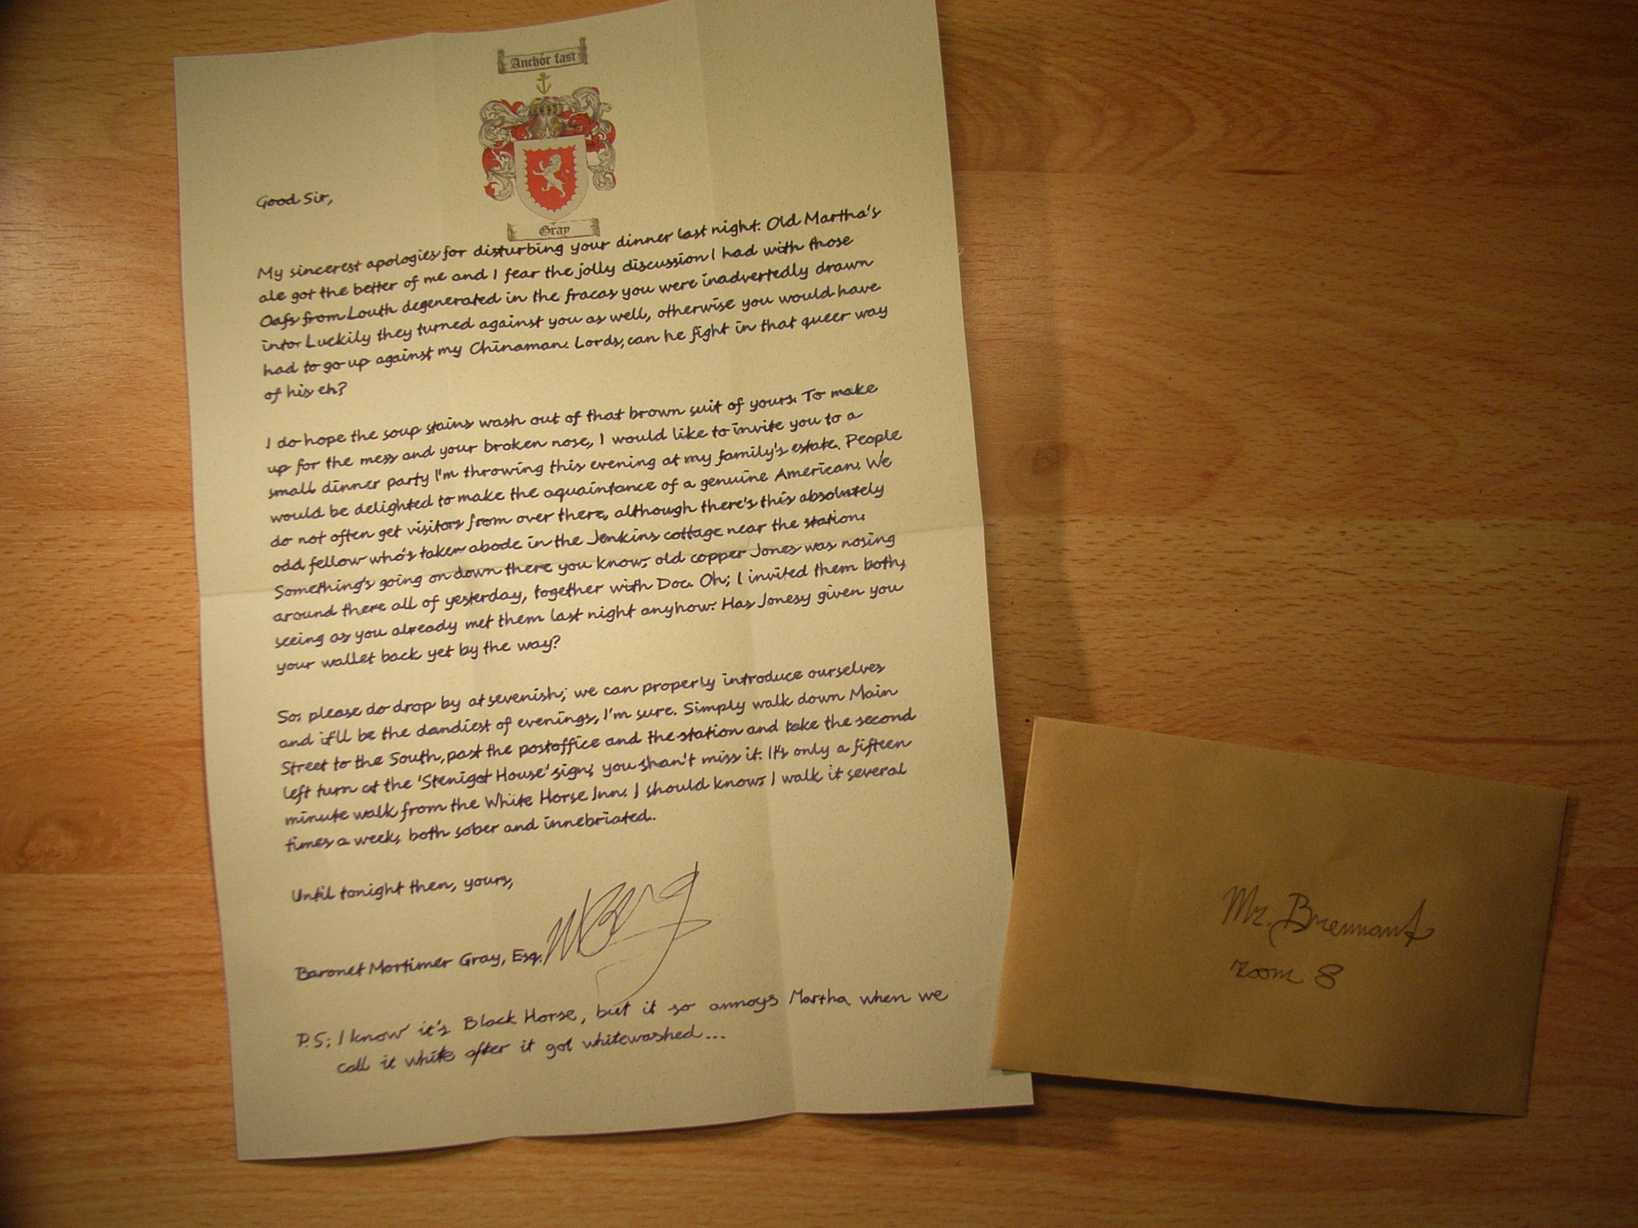 Anchor fast
Gray
Good Sir,
My sincerest apologies for disturbing your dinner last night. Old Martha's
ale got the better of me and I fear the jolly discussion I had with those
Oafs from Louth degenerated in the fracas you were inadvertedly drawn
into. Luckily they turned against you as well, otherwise you would have
had to go up against my Chinaman. Lords, can he fight in that queer way
of his eh?
I do hope the soup stains wash out of that brown suit of yours. To make
up for the mess and your broken nose, I would like to invite you to a
small dinner party I'm throwing this evening at my family's estate. People
would be delighted to make the aquaintance of a genuine American. We
do not often get visitors from over there, although there's this absolutely
odd fellow who's taken abode in the Jenkins cottage near the station.
Something's going on down there you know; old copper Jones was nosing
around there all of yesterday, together with Doc. Oh, I invited them both,
seeing as you already met them last night anyhow. Has Jonesy given you
your wallet back yet by the way?
So, please do drop by at sevenish; we can properly introduce ourselves
and it'll be the dandiest of evenings, I'm sure. Simply walk down Main
Street to the South, past the postoffice and the station and take the second
left turn at the 'Stenigot House' sign; you shan't miss it. It's only a fifteen
minute walk from the White Horse Inn. I should know: I walk it several
times a week, both sober and innebriated.
Until tonight then, yours,
Baronet Mortimer Gray, Esq.
P.S: I know it's Black Horse, but it so annoys Martha when we
call it white after it got whitewashed...
Mr. Brennant
room 8